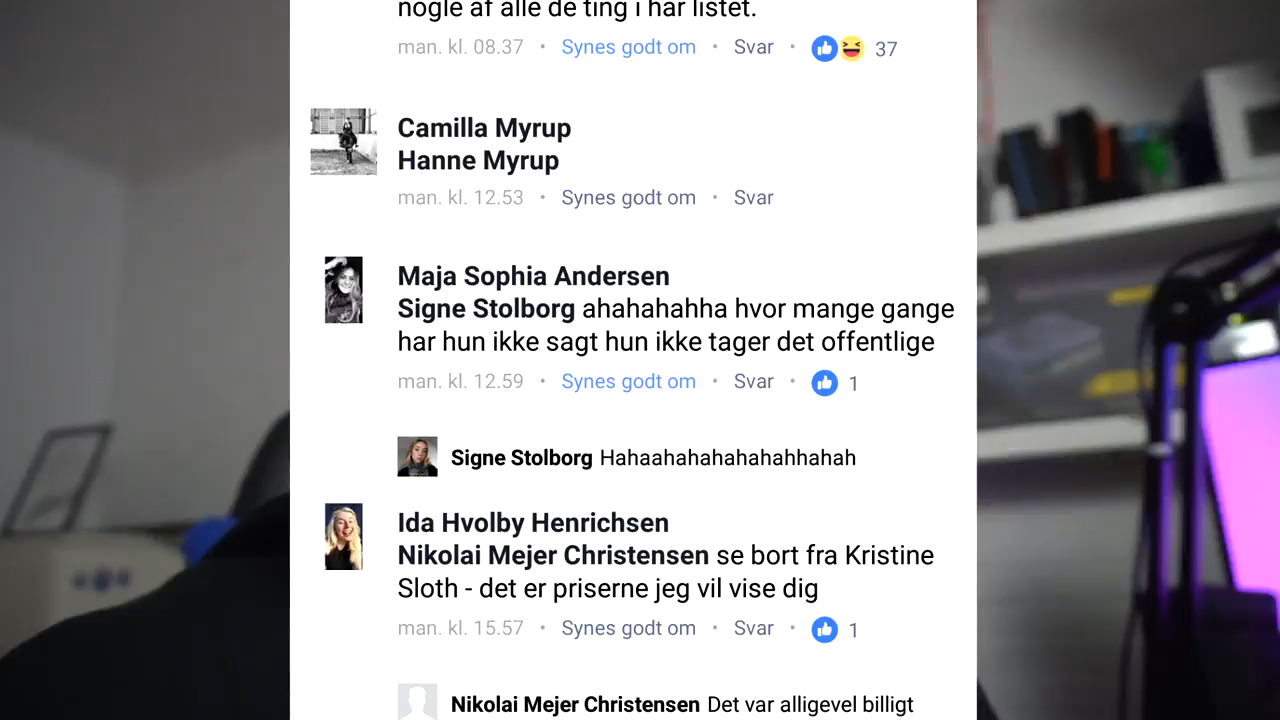 nogle af alle de ting i har listet.
man. kl. 08.37 • Synes godt om • Svar • 37
Camilla Myrup
Hanne Myrup
man. kl. 12.53 • Synes godt om • Svar
Maja Sophia Andersen
Signe Stolborg ahahahahha hvor mange gange
har hun ikke sagt hun ikke tager det offentlige
man. kl. 12.59 • Synes godt om • Svar • 1
Signe Stolborg Hahaahahahahahahhahah
Ida Hvolby Henrichsen
Nikolai Mejer Christensen se bort fra Kristine
Sloth - det er priserne jeg vil vise dig
man. kl. 15.57 • Synes godt om • Svar • 1
Nikolai Mejer Christensen Det var alligevel billigt